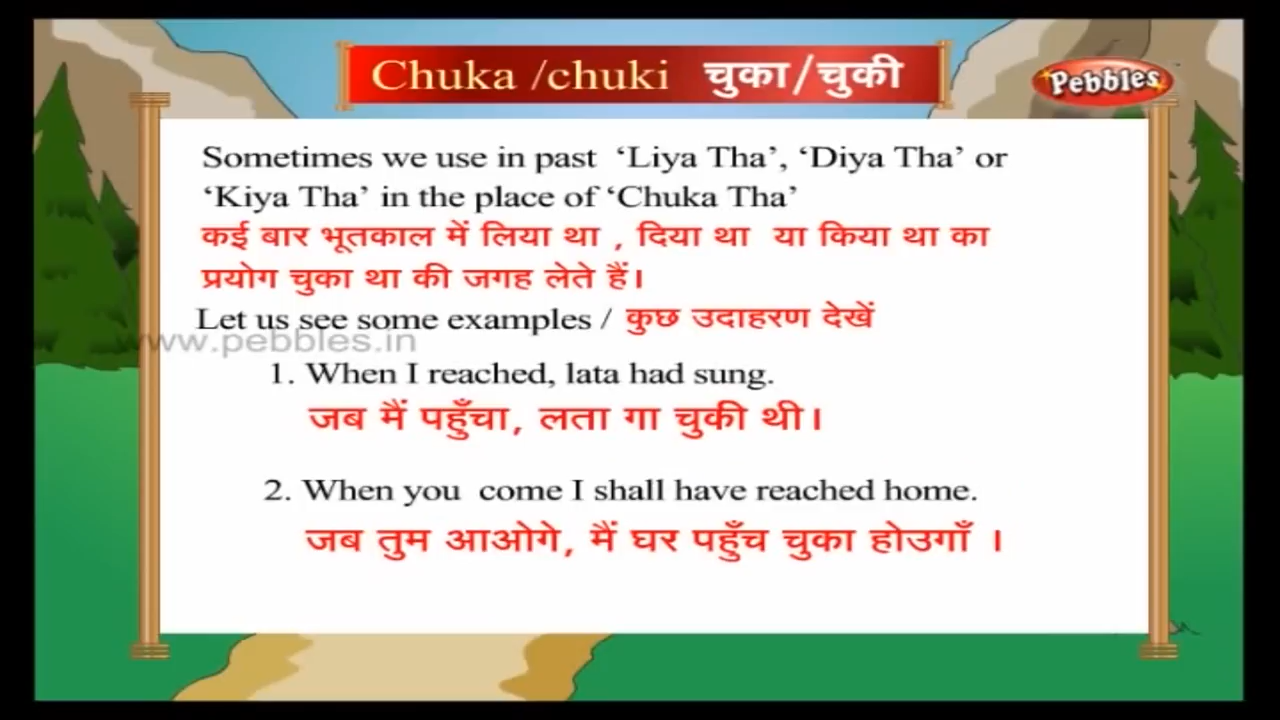 Chuka /chuki चुका/चुकी
Pebbles
Sometimes we use in past ‘Liya Tha’, ‘Diya Tha’ or
‘Kiya Tha’ in the place of ‘Chuka Tha’
कई बार भूतकाल में लिया था , दिया था या किया था का
प्रयोग चुका था की जगह लेते हैं।
Let us see some examples / कुछ उदाहरण देखें
www.pebbles.in
1. When I reached, lata had sung.
जब मैं पहुँचा, लता गा चुकी थी।
2. When you come I shall have reached home.
जब तुम आओगे, मैं घर पहुँच चुका होउगाँ ।